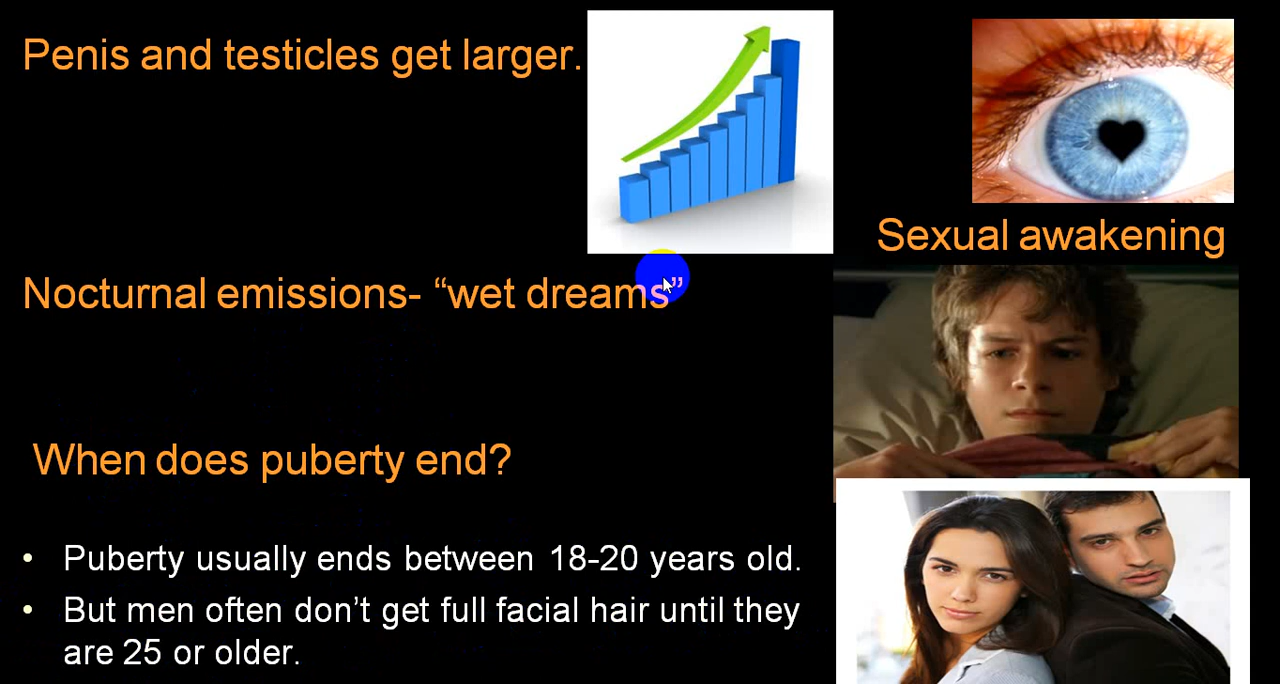 Penis and testicles get larger.
Sexual awakening
Nocturnal emissions- “wet dreams”
When does puberty end?
• Puberty usually ends between 18-20 years old.
• But men often don’t get full facial hair until they
are 25 or older.